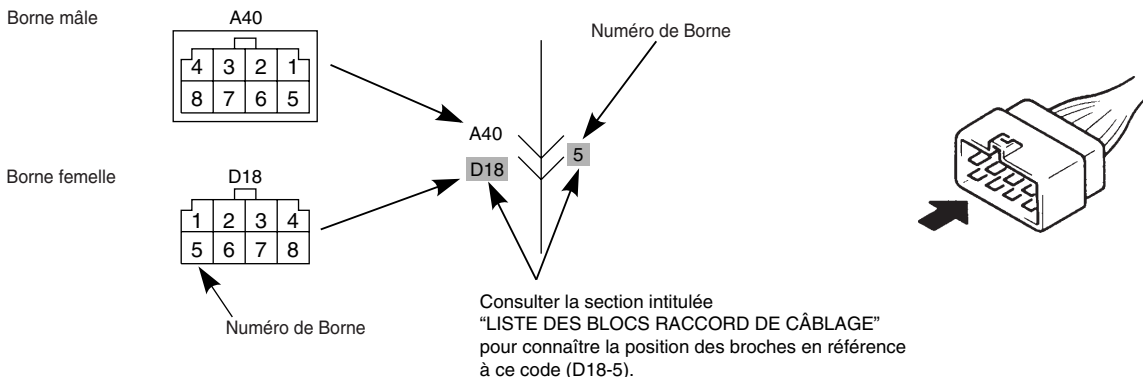 Borne mâle
A40
4 3 2 1
8 7 6 5
Numéro de Borne
A40
D18
5
Borne femelle
D18
1 2 3 4
5 6 7 8
Numéro de Borne
Consulter la section intitulée
“LISTE DES BLOCS RACCORD DE CÂBLAGE”
pour connaître la position des broches en référence
à ce code (D18-5).